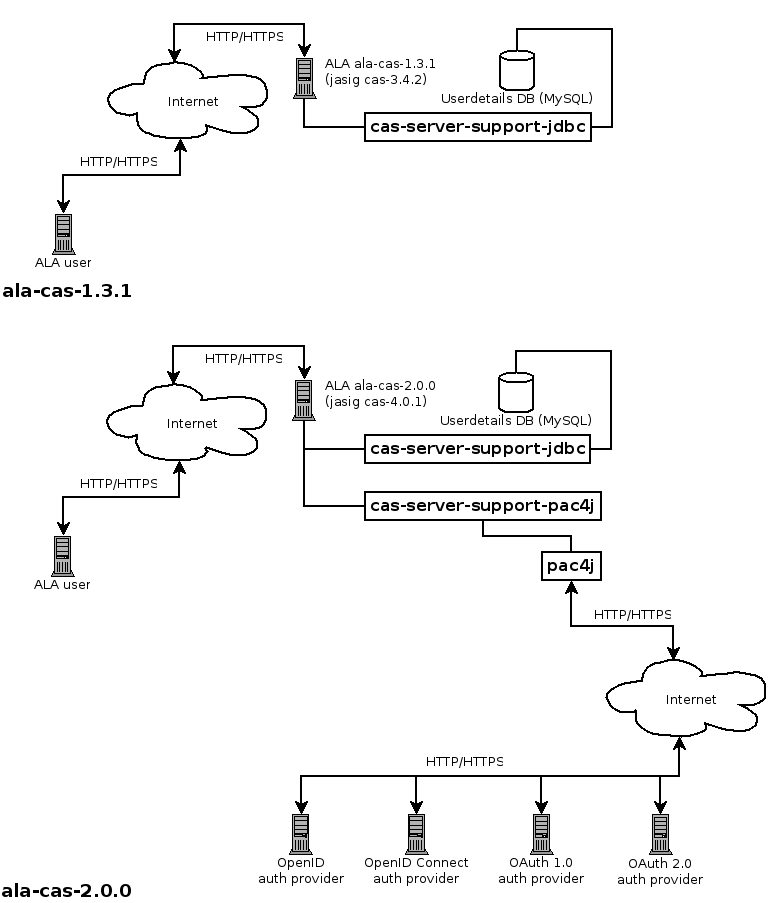 HTTP/HTTPS
ALA ala-cas-1.3.1
(jasig cas-3.4.2)
Internet
Userdetails DB (MySQL)
cas-server-support-jdbc
HTTP/HTTPS
ALA user
ala-cas-1.3.1
HTTP/HTTPS
ALA ala-cas-2.0.0
(jasig cas-4.0.1)
Internet
Userdetails DB (MySQL)
cas-server-support-jdbc
HTTP/HTTPS
cas-server-support-pac4j
pac4j
ALA user
HTTP/HTTPS
Internet
HTTP/HTTPS
OpenID
auth provider
OpenID Connect
auth provider
OAuth 1.0
auth provider
OAuth 2.0
auth provider
ala-cas-2.0.0